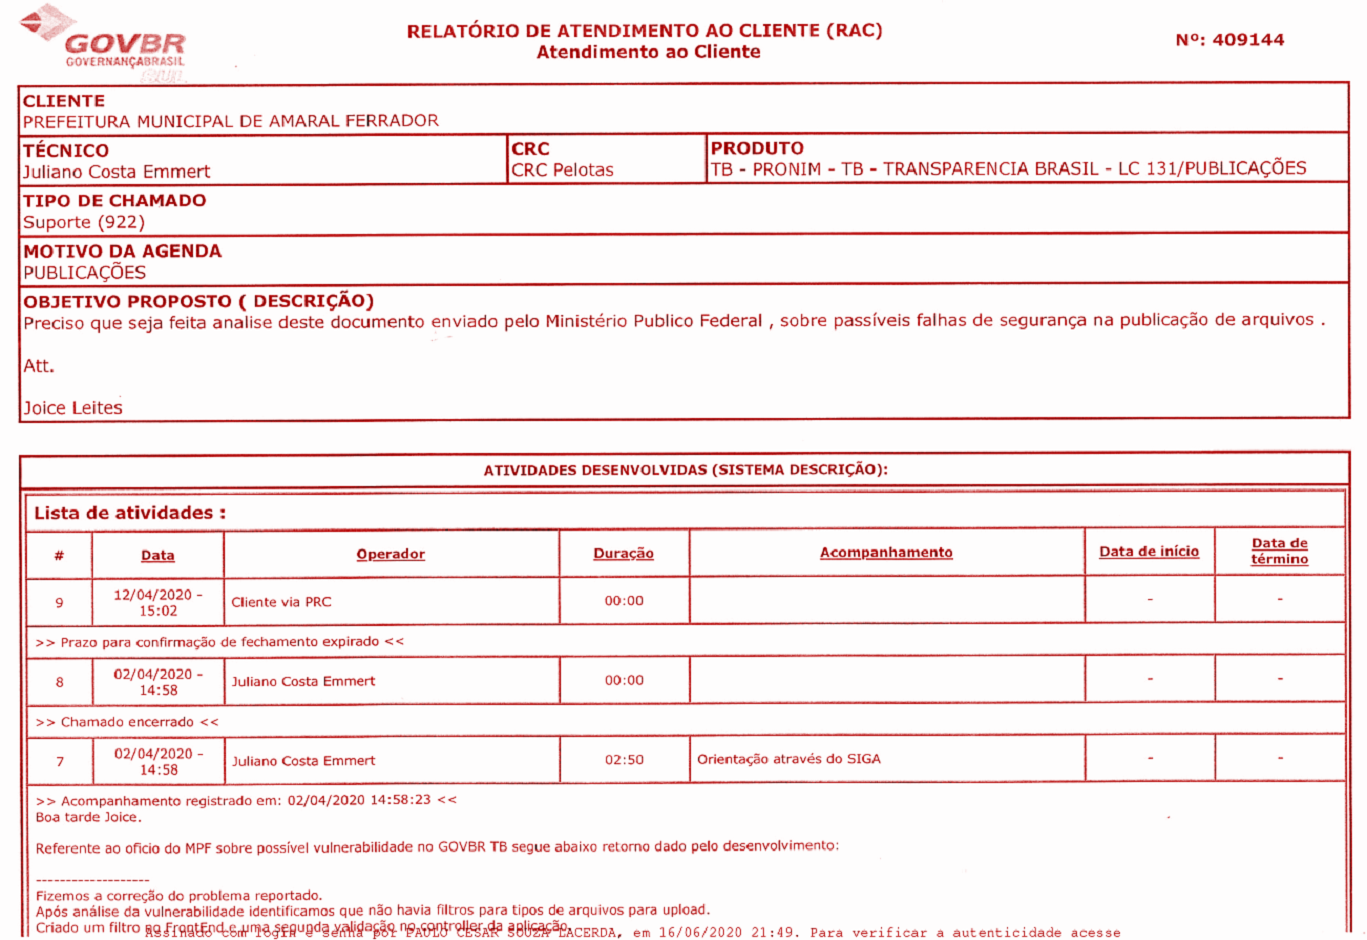 GOVBR
GOVERNANÇABRASIL
RELATÓRIO DE ATENDIMENTO AO CLIENTE (RAC)
Atendimento ao Cliente
Nº: 409144
CLIENTE
PREFEITURA MUNICIPAL DE AMARAL FERRADOR
TÉCNICO
Juliano Costa Emmert
CRC
CRC Pelotas
PRODUTO
TB - PRONIM - TB - TRANSPARENCIA BRASIL - LC 131/PUBLICAÇÕES
TIPO DE CHAMADO
Suporte (922)
MOTIVO DA AGENDA
PUBLICAÇÕES
OBJETIVO PROPOSTO ( DESCRIÇÃO)
Preciso que seja feita analise deste documento enviado pelo Ministério Publico Federal , sobre passíveis falhas de segurança na publicação de arquivos .
Att.
Joice Leites
ATIVIDADES DESENVOLVIDAS (SISTEMA DESCRIÇÃO):
Lista de atividades :
# Data Operador Duração Acompanhamento Data de início Data de término
9 12/04/2020 - 15:02 Cliente via PRC 00:00 - -
>> Prazo para confirmação de fechamento expirado <<
8 02/04/2020 - 14:58 Juliano Costa Emmert 00:00 - -
>> Chamado encerrado <<
7 02/04/2020 - 14:58 Juliano Costa Emmert 02:50 Orientação através do SIGA - -
>> Acompanhamento registrado em: 02/04/2020 14:58:23 <<
Boa tarde Joice.
Referente ao oficio do MPF sobre possível vulnerabilidade no GOVBR TB segue abaixo retorno dado pelo desenvolvimento:
-------------------
Fizemos a correção do problema reportado.
Após análise da vulnerabilidade identificamos que não havia filtros para tipos de arquivos para upload.
Criado um filtro no FrontEnd e uma segunda validação no controller da aplicação.
Assinado com login e senha por PAULO CESAR SOUZA LACERDA, em 16/06/2020 21:49. Para verificar a autenticidade acesse